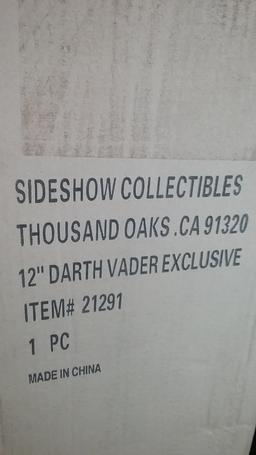 SIDESHOW COLLECTIBLES
THOUSAND OAKS .CA 91320
12" DARTH VADER EXCLUSIVE
ITEM# 21291
1 PC
MADE IN CHINA